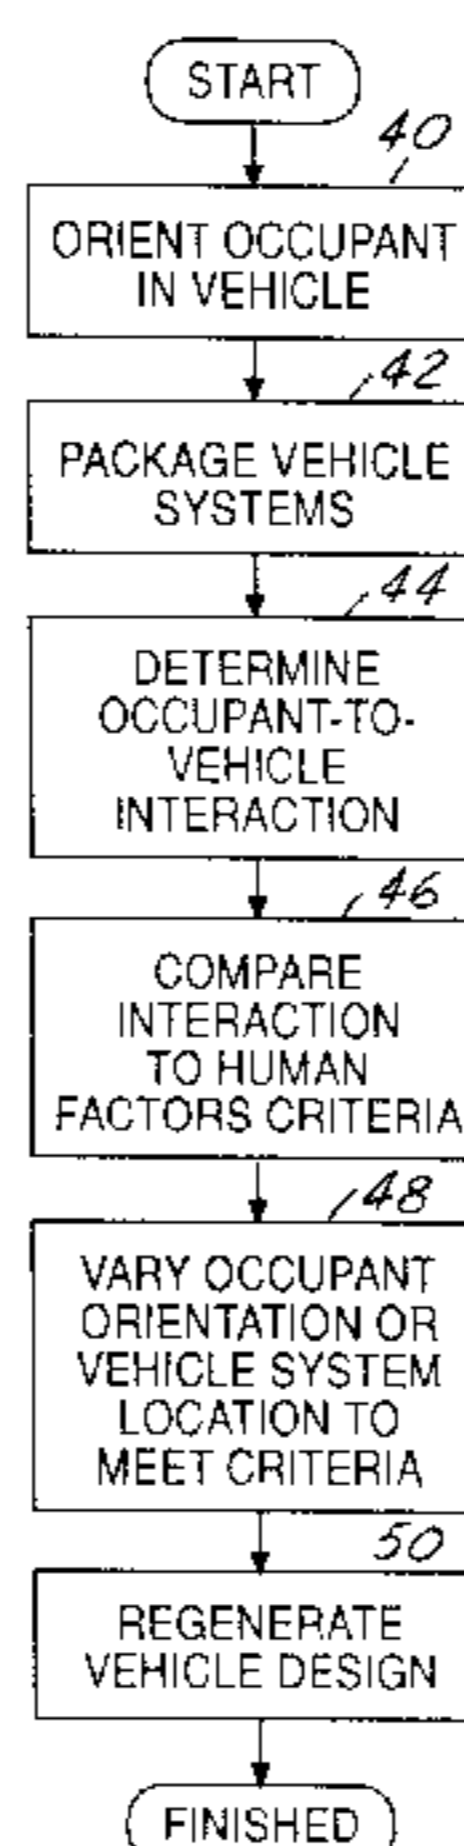 START
40
ORIENT OCCUPANT
IN VEHICLE
42
PACKAGE VEHICLE
SYSTEMS
44
DETERMINE
OCCUPANT-TO-
VEHICLE
INTERACTION
46
COMPARE
INTERACTION
TO HUMAN
FACTORS CRITERIA
48
VARY OCCUPANT
ORIENTATION OR
VEHICLE SYSTEM
LOCATION TO
MEET CRITERIA
50
REGENERATE
VEHICLE DESIGN
FINISHED